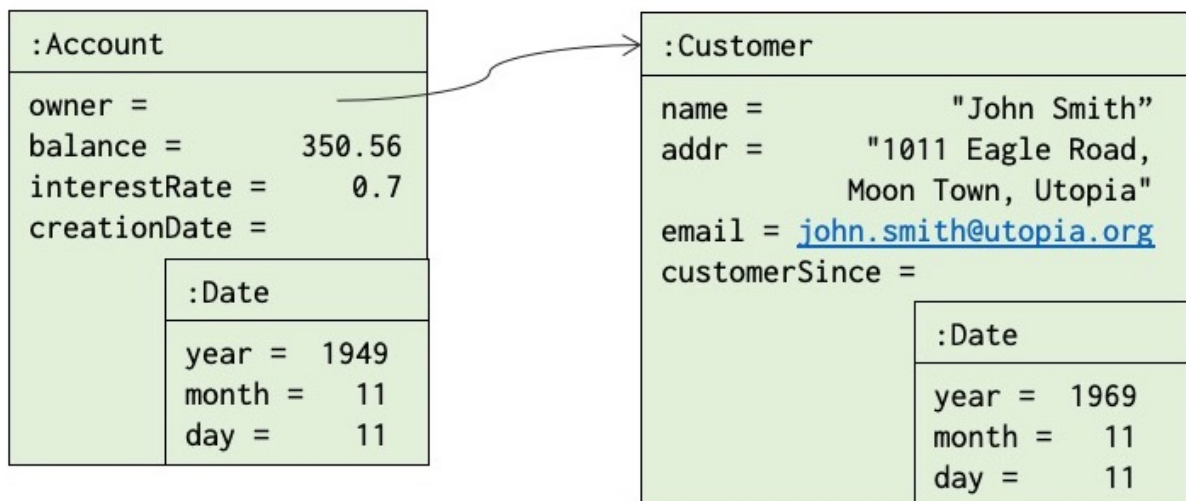 :Account
owner =
balance = 350.56
interestRate = 0.7
creationDate =
:Date
year = 1949
month = 11
day = 11
:Customer
name = "John Smith”
addr = "1011 Eagle Road,
Moon Town, Utopia"
email = john.smith@utopia.org
customerSince =
:Date
year = 1969
month = 11
day = 11